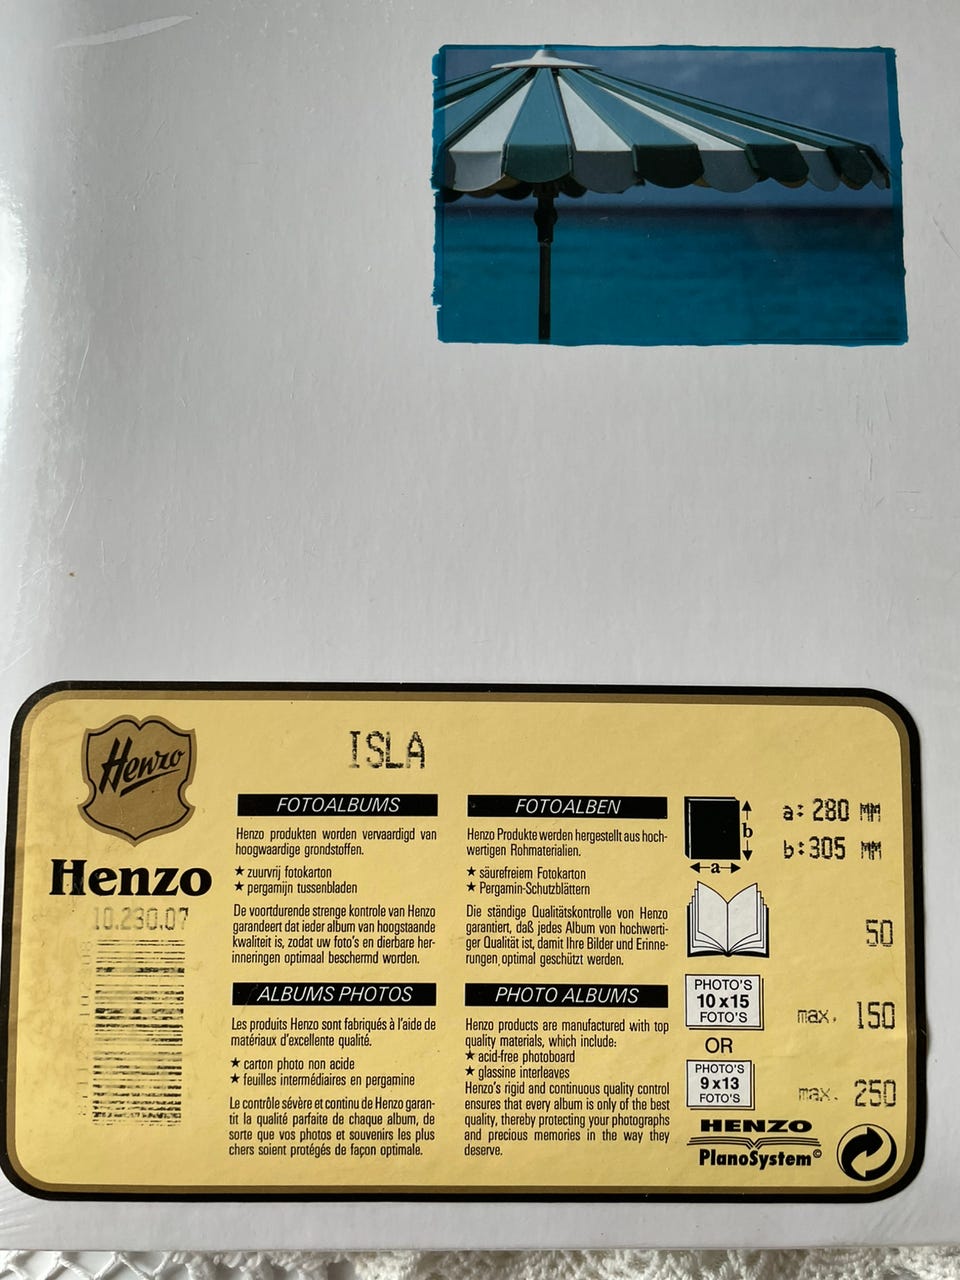 Henzo
ISLA
Henzo
10.230.07
FOTOALBUMS
Henzo produkten worden vervaardigd van
hoogwaardige grondstoffen.
★ zuurvrij fotokarton
★ pergamijn tussenbladen
De voortdurende strenge kontrole van Henzo
garandeert dat ieder album van hoogstaande
kwaliteit is, zodat uw foto's en dierbare her-
inneringen optimaal beschermd worden.
FOTOALBEN
Henzo Produkte werden hergestellt aus hoch-
wertigen Rohmaterialien.
★ säurefreiem Fotokarton
★ Pergamin-Schutzblättern
Die ständige Qualitätskontrolle von Henzo
garantiert, daß jedes Album von hochwerti-
ger Qualität ist, damit Ihre Bilder und Erinne-
rungen optimal geschützt werden.
ALBUMS PHOTOS
Les produits Henzo sont fabriqués à l'aide de
matériaux d'excellente qualité.
★ carton photo non acide
★ feuilles intermédiaires en pergamine
Le contrôle sévère et continu de Henzo garan-
tit la qualité parfaite de chaque album, de
sorte que vos photos et souvenirs les plus
chers soient protégés de façon optimale.
PHOTO ALBUMS
Henzo products are manufactured with top
quality materials, which include:
★ acid-free photoboard
★ glassine interleaves
Henzo's rigid and continuous quality control
ensures that every album is only of the best
quality, thereby protecting your photographs
and precious memories in the way they
deserve.
b
a
a: 280 MM
b: 305 MM
50
PHOTO'S
10 x 15
FOTO'S
max. 150
OR
PHOTO'S
9 x 13
FOTO'S
max. 250
HENZO
PlanoSystem©